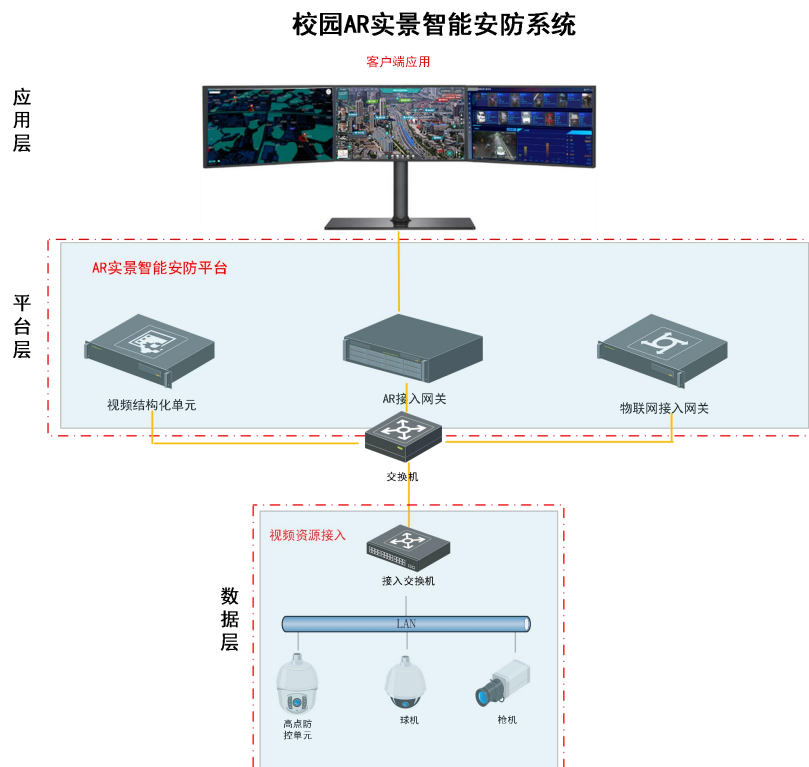 校园AR实景智能安防系统
客户端应用
应用层
AR实景智能安防平台
平台层
视频结构化单元
AR接入网关
物联网接入网关
交换机
视频资源接入
接入交换机
数据层
LAN
高点防
控单元
球机
枪机